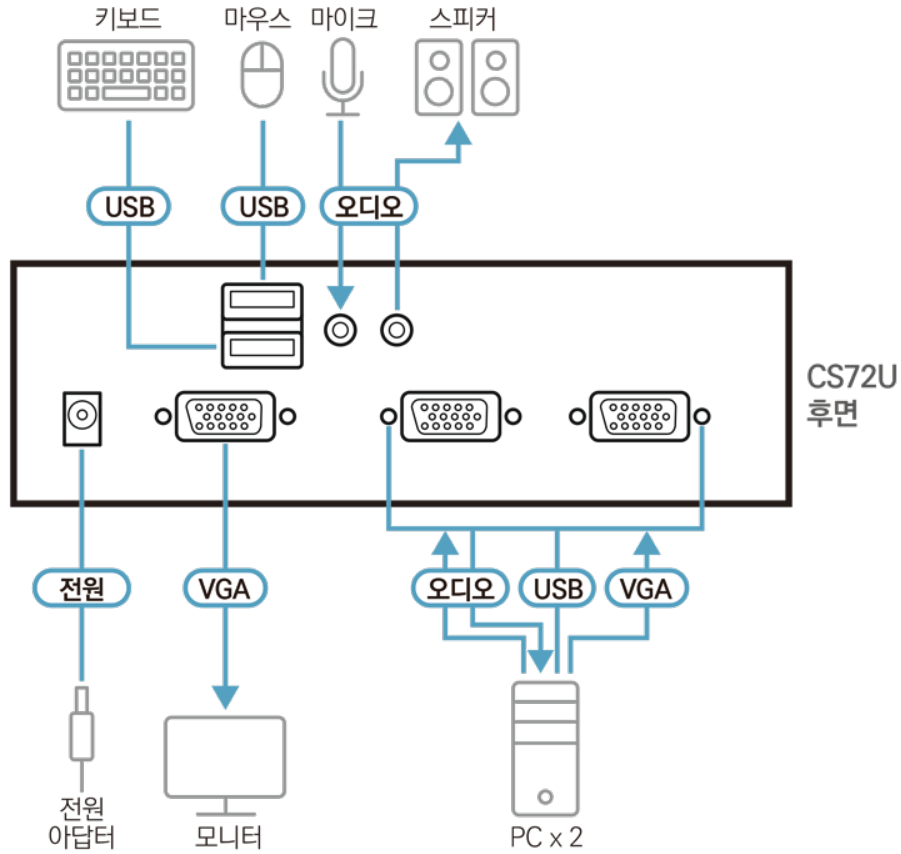 키보드
마우스
마이크
스피커
USB
USB
오디오
CS72U
후면
전원
VGA
오디오
USB
VGA
전원
아답터
모니터
PC x 2